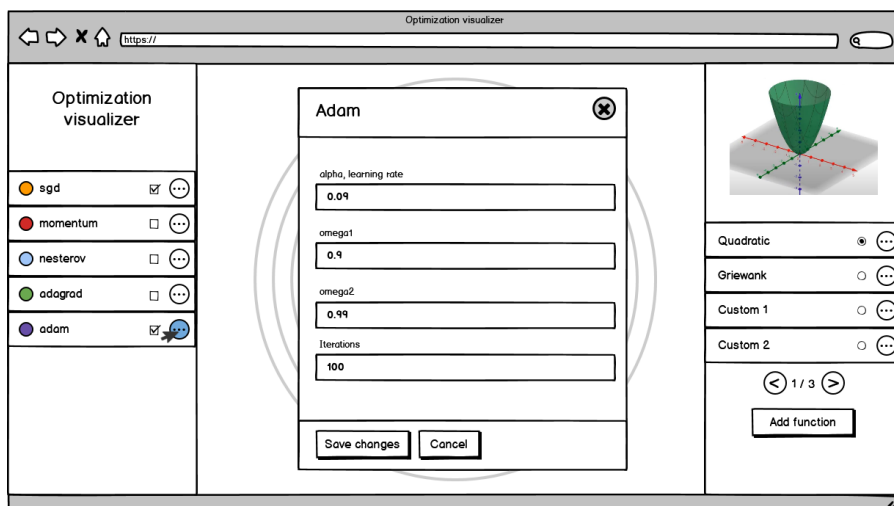 Optimization visualizer
https://
Optimization
visualizer
sgd
momentum
nesterov
adagrad
adam
Adam
alpha, learning rate
0.09
omega1
0.9
omega2
0.99
Iterations
100
Save changes
Cancel
Quadratic
Griewank
Custom 1
Custom 2
< 1 / 3 >
Add function